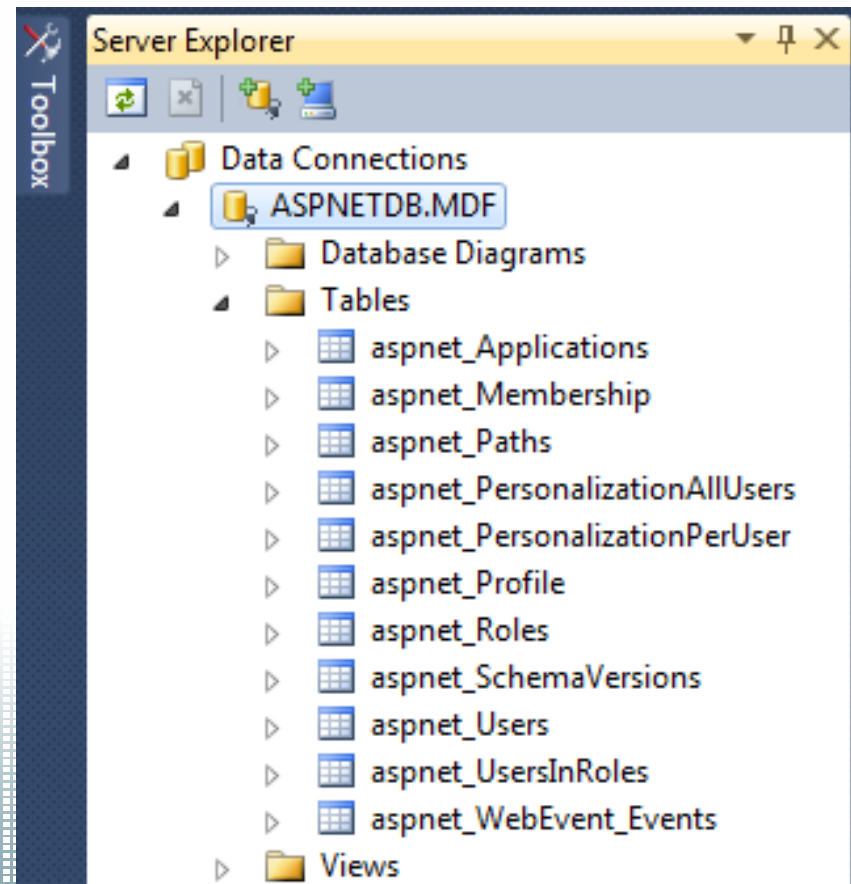 Toolbox
Server Explorer
Data Connections
ASPNETDB.MDF
Database Diagrams
Tables
aspnet_Applications
aspnet_Membership
aspnet_Paths
aspnet_PersonalizationAllUsers
aspnet_PersonalizationPerUser
aspnet_Profile
aspnet_Roles
aspnet_SchemaVersions
aspnet_Users
aspnet_UsersInRoles
aspnet_WebEvent_Events
Views